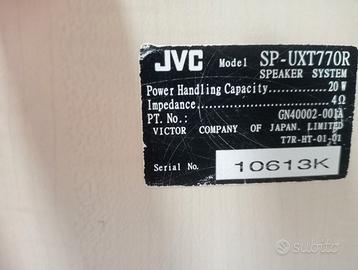 JVC Model SP-UXT770R
SPEAKER SYSTEM
Power Handling Capacity 20W
Impedance 4Ω
PT. No.: GN40002-001A
VICTOR COMPANY OF JAPAN. LIMITED
T7R-HT-01-01
Serial No. 10613K
subito